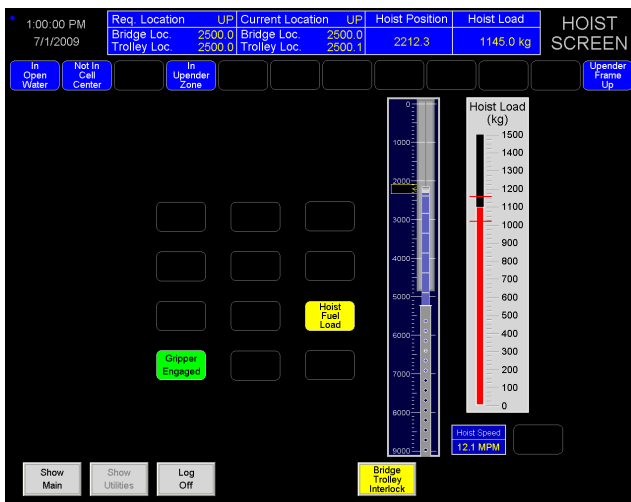 1:00:00 PM
7/1/2009
Req. Location UP
Bridge Loc. 2500.0
Trolley Loc. 2500.0
Current Location UP
Bridge Loc. 2500.0
Trolley Loc. 2500.1
Hoist Position
2212.3
Hoist Load
1145.0 kg
HOIST
SCREEN
In
Open
Water
Not In
Cell
Center
In
Upender
Zone
Upender
Frame
Up
0
1000
2000
3000
4000
5000
6000
7000
8000
9000
Hoist Load
(kg)
1500
1400
1300
1200
1100
1000
900
800
700
600
500
400
300
200
100
0
Hoist
Fuel
Load
Gripper
Engaged
Hoist Speed
12.1 MPM
Show
Main
Show
Utilities
Log
Off
Bridge
Trolley
Interlock